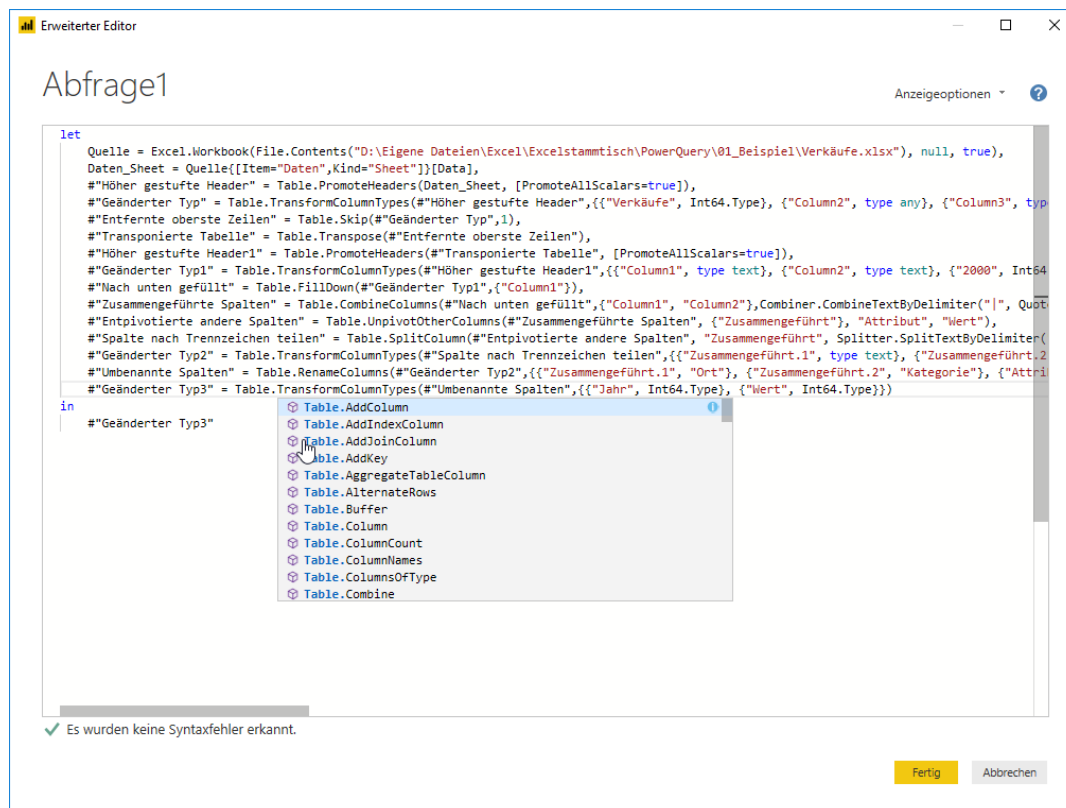 Erweiterter Editor
Abfrage1
Anzeigeoptionen
?
let
Quelle = Excel.Workbook(File.Contents("D:\Eigene Dateien\Excel\Excelstammtisch\PowerQuery\01_Beispiel\Verkäufe.xlsx"), null, true),
Daten_Sheet = Quelle{[Item="Daten",Kind="Sheet"]}[Data],
#"Höher gestufte Header" = Table.PromoteHeaders(Daten_Sheet, [PromoteAllScalars=true]),
#"Geänderter Typ" = Table.TransformColumnTypes(#"Höher gestufte Header",{{"Verkäufe", Int64.Type}, {"Column2", type any}, {"Column3", typ
#"Entfernte oberste Zeilen" = Table.Skip(#"Geänderter Typ",1),
#"Transponierte Tabelle" = Table.Transpose(#"Entfernte oberste Zeilen"),
#"Höher gestufte Header1" = Table.PromoteHeaders(#"Transponierte Tabelle", [PromoteAllScalars=true]),
#"Geänderter Typ1" = Table.TransformColumnTypes(#"Höher gestufte Header1",{{"Column1", type text}, {"Column2", type text}, {"2000", Int64
#"Nach unten gefüllt" = Table.FillDown(#"Geänderter Typ1",{"Column1"}),
#"Zusammengeführte Spalten" = Table.CombineColumns(#"Nach unten gefüllt",{"Column1", "Column2"},Combiner.CombineTextByDelimiter("|", Quot
#"Entpivotierte andere Spalten" = Table.UnpivotOtherColumns(#"Zusammengeführte Spalten", {"Zusammengeführt"}, "Attribut", "Wert"),
#"Spalte nach Trennzeichen teilen" = Table.SplitColumn(#"Entpivotierte andere Spalten", "Zusammengeführt", Splitter.SplitTextByDelimiter(
#"Geänderter Typ2" = Table.TransformColumnTypes(#"Spalte nach Trennzeichen teilen",{{"Zusammengeführt.1", type text}, {"Zusammengeführt.2
#"Umbenannte Spalten" = Table.RenameColumns(#"Geänderter Typ2",{{"Zusammengeführt.1", "Ort"}, {"Zusammengeführt.2", "Kategorie"}, {"Attri
#"Geänderter Typ3" = Table.TransformColumnTypes(#"Umbenannte Spalten",{{"Jahr", Int64.Type}, {"Wert", Int64.Type}})
in
#"Geänderter Typ3"
Table.AddColumn
Table.AddIndexColumn
Table.AddJoinColumn
Table.AddKey
Table.AggregateTableColumn
Table.AlternateRows
Table.Buffer
Table.Column
Table.ColumnCount
Table.ColumnNames
Table.ColumnsOfType
Table.Combine
Es wurden keine Syntaxfehler erkannt.
Fertig
Abbrechen